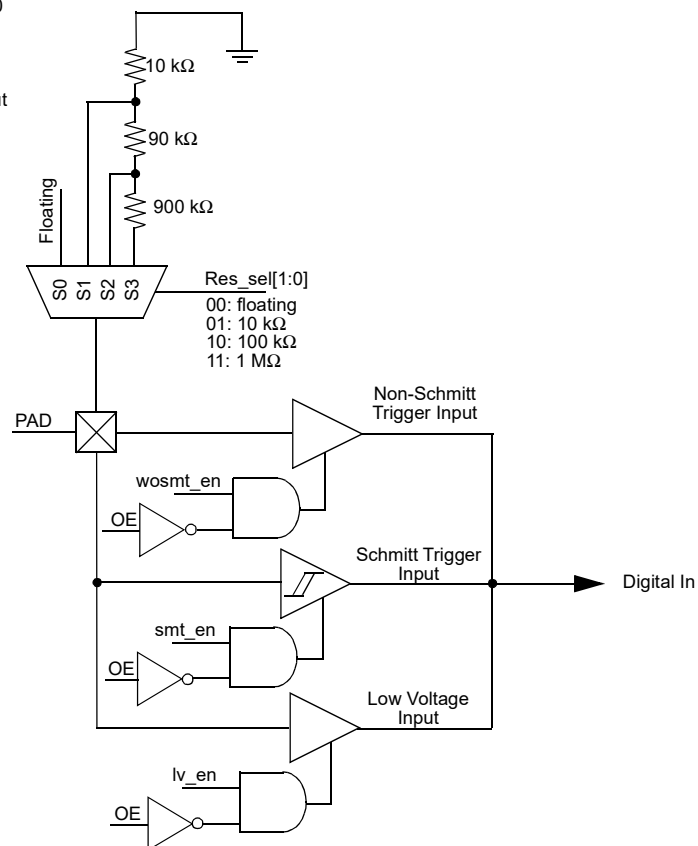 10 kΩ
90 kΩ
900 kΩ
Floating
S0
S1
S2
S3
Res_sel[1:0]
00: floating
01: 10 kΩ
10: 100 kΩ
11: 1 MΩ
PAD
Non-Schmitt
Trigger Input
wosmt_en
OE
Schmitt Trigger
Input
Digital In
smt_en
OE
Low Voltage
Input
lv_en
OE